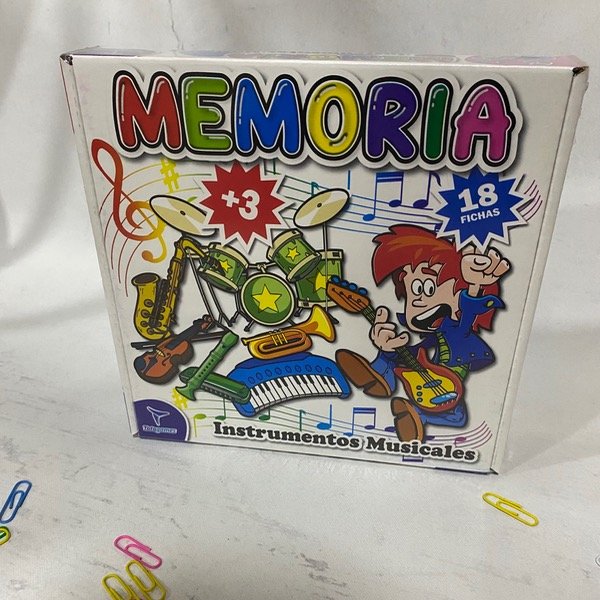 MEMORIA
+3
18
FICHAS
Instrumentos Musicales